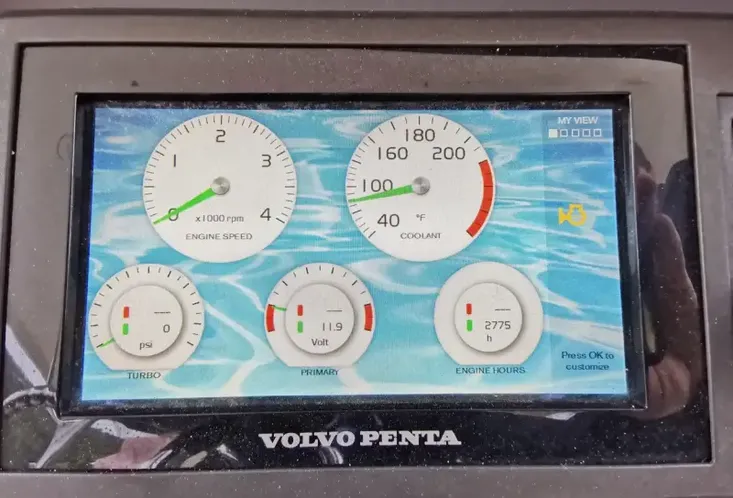 MY VIEW
2
1
3
0
4
x1000 rpm
ENGINE SPEED
180
160
200
100
40
°F
COOLANT
0
psi
TURBO
11.9
Volt
PRIMARY
2775
h
ENGINE HOURS
Press OK to
customize
VOLVO PENTA